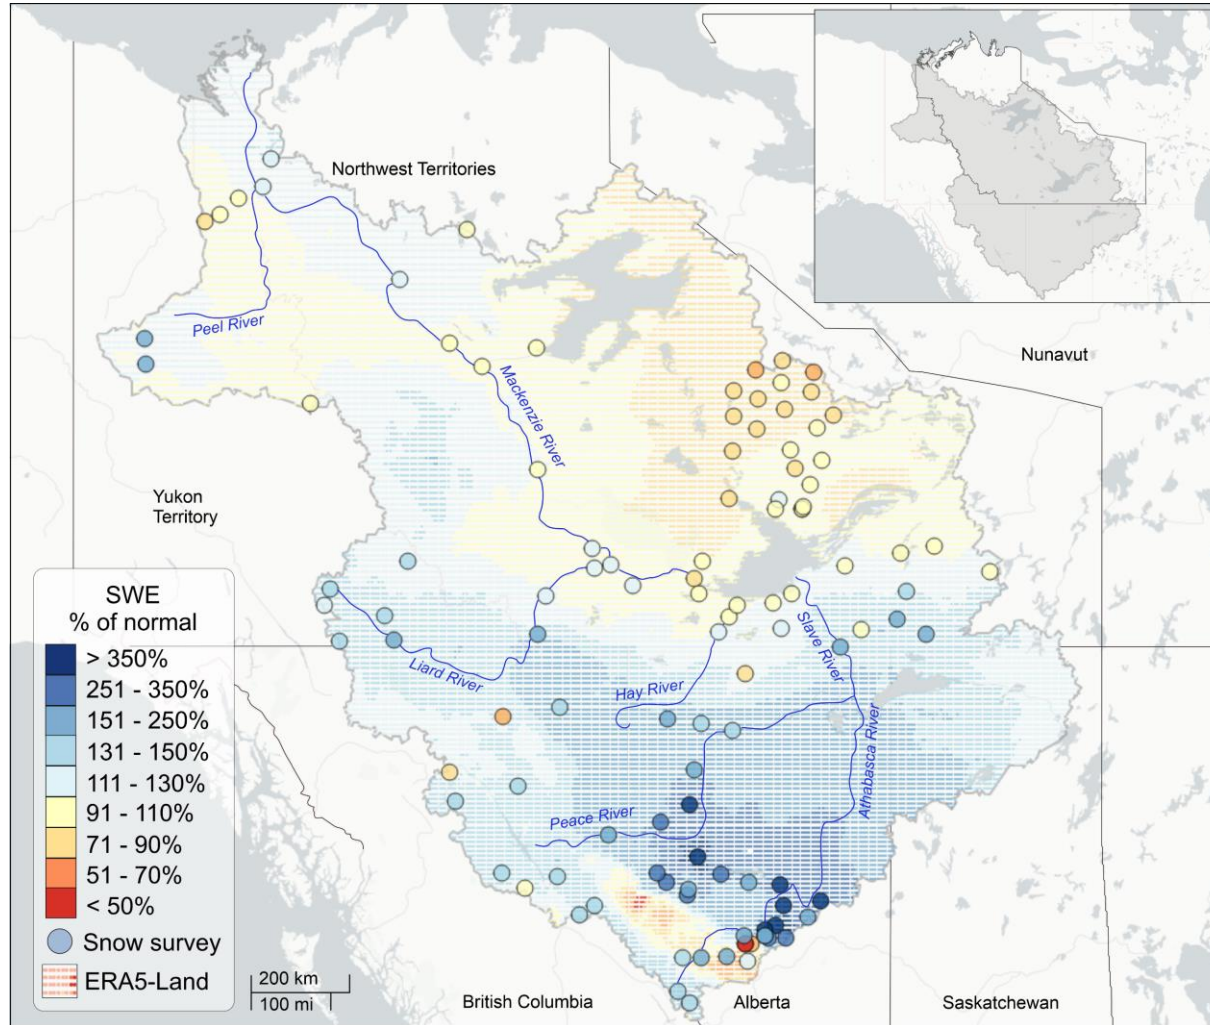 Northwest Territories
Nunavut
Peel River
Mackenzie River
Yukon
Territory
Liard River
Hay River
Slave River
Athabasca River
Peace River
SWE
% of normal
> 350%
251 - 350%
151 - 250%
131 - 150%
111 - 130%
91 - 110%
71 - 90%
51 - 70%
< 50%
Snow survey
ERA5-Land
200 km
100 mi
British Columbia
Alberta
Saskatchewan